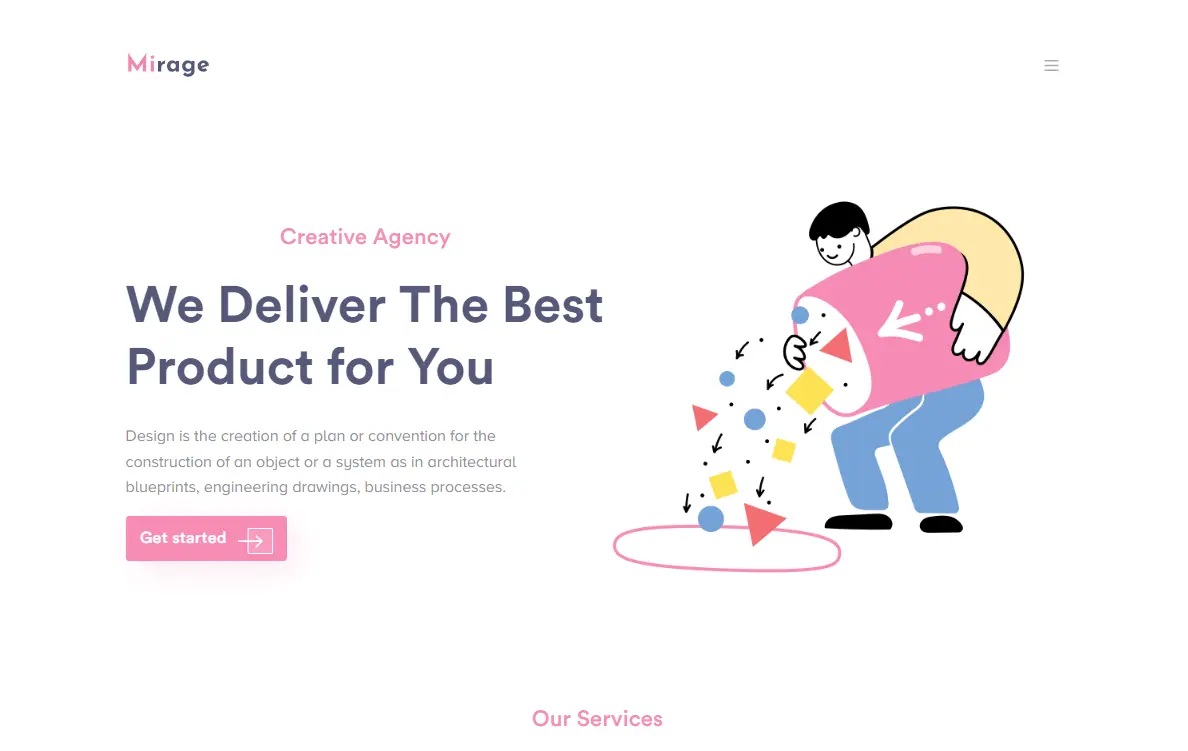 Mirage
Creative Agency
We Deliver The Best
Product for You
Design is the creation of a plan or convention for the
construction of an object or a system as in architectural
blueprints, engineering drawings, business processes.
Get started
Our Services